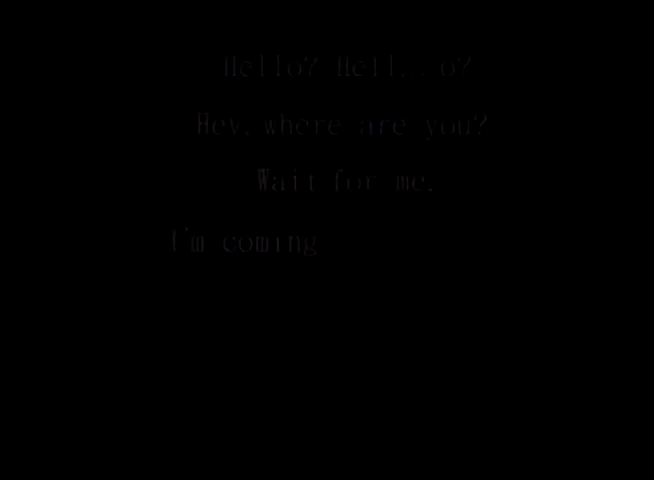 Hello? Hell...o?
Hey, where are you?
Wait for me.
I'm coming